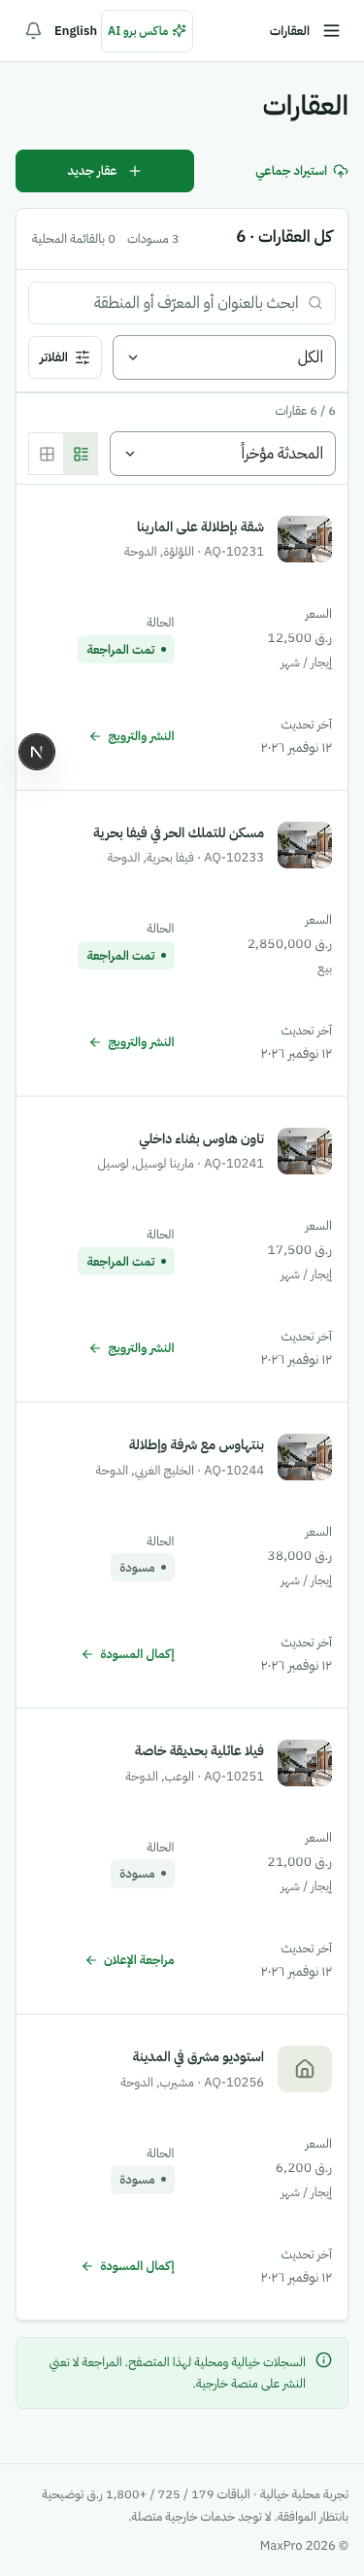 العقارات
ماكس برو AI
English
العقارات
استيراد جماعي
عقار جديد
كل العقارات · 6
3 مسودات
0 بالقائمة المحلية
ابحث بالعنوان أو المعرّف أو المنطقة
الكل
الفلاتر
6 / 6 عقارات
المحدثة مؤخراً
شقة بإطلالة على المارينا
AQ-10231 · اللؤلؤة, الدوحة
السعر
ر.ق 12,500
إيجار / شهر
الحالة
تمت المراجعة
آخر تحديث
١٢ نوفمبر ٢٠٢٦
النشر والترويج
N
مسكن للتملك الحر في فيفا بحرية
AQ-10233 · فيفا بحرية, الدوحة
السعر
ر.ق 2,850,000
بيع
الحالة
تمت المراجعة
آخر تحديث
١٢ نوفمبر ٢٠٢٦
النشر والترويج
تاون هاوس بفناء داخلي
AQ-10241 · مارينا لوسيل, لوسيل
السعر
ر.ق 17,500
إيجار / شهر
الحالة
تمت المراجعة
آخر تحديث
١٢ نوفمبر ٢٠٢٦
النشر والترويج
بنتهاوس مع شرفة وإطلالة
AQ-10244 · الخليج الغربي, الدوحة
السعر
ر.ق 38,000
إيجار / شهر
الحالة
مسودة
آخر تحديث
١٢ نوفمبر ٢٠٢٦
إكمال المسودة
فيلا عائلية بحديقة خاصة
AQ-10251 · الوعب, الدوحة
السعر
ر.ق 21,000
إيجار / شهر
الحالة
مسودة
آخر تحديث
١٢ نوفمبر ٢٠٢٦
مراجعة الإعلان
استوديو مشرق في المدينة
AQ-10256 · مشيرب, الدوحة
السعر
ر.ق 6,200
إيجار / شهر
الحالة
مسودة
آخر تحديث
١٢ نوفمبر ٢٠٢٦
إكمال المسودة
السجلات خيالية ومحلية لهذا المتصفح. المراجعة لا تعني
النشر على منصة خارجية.
تجربة محلية خيالية · الباقات 179 / 725 / +1,800 ر.ق توضيحية
بانتظار الموافقة. لا توجد خدمات خارجية متصلة.
© 2026 MaxPro